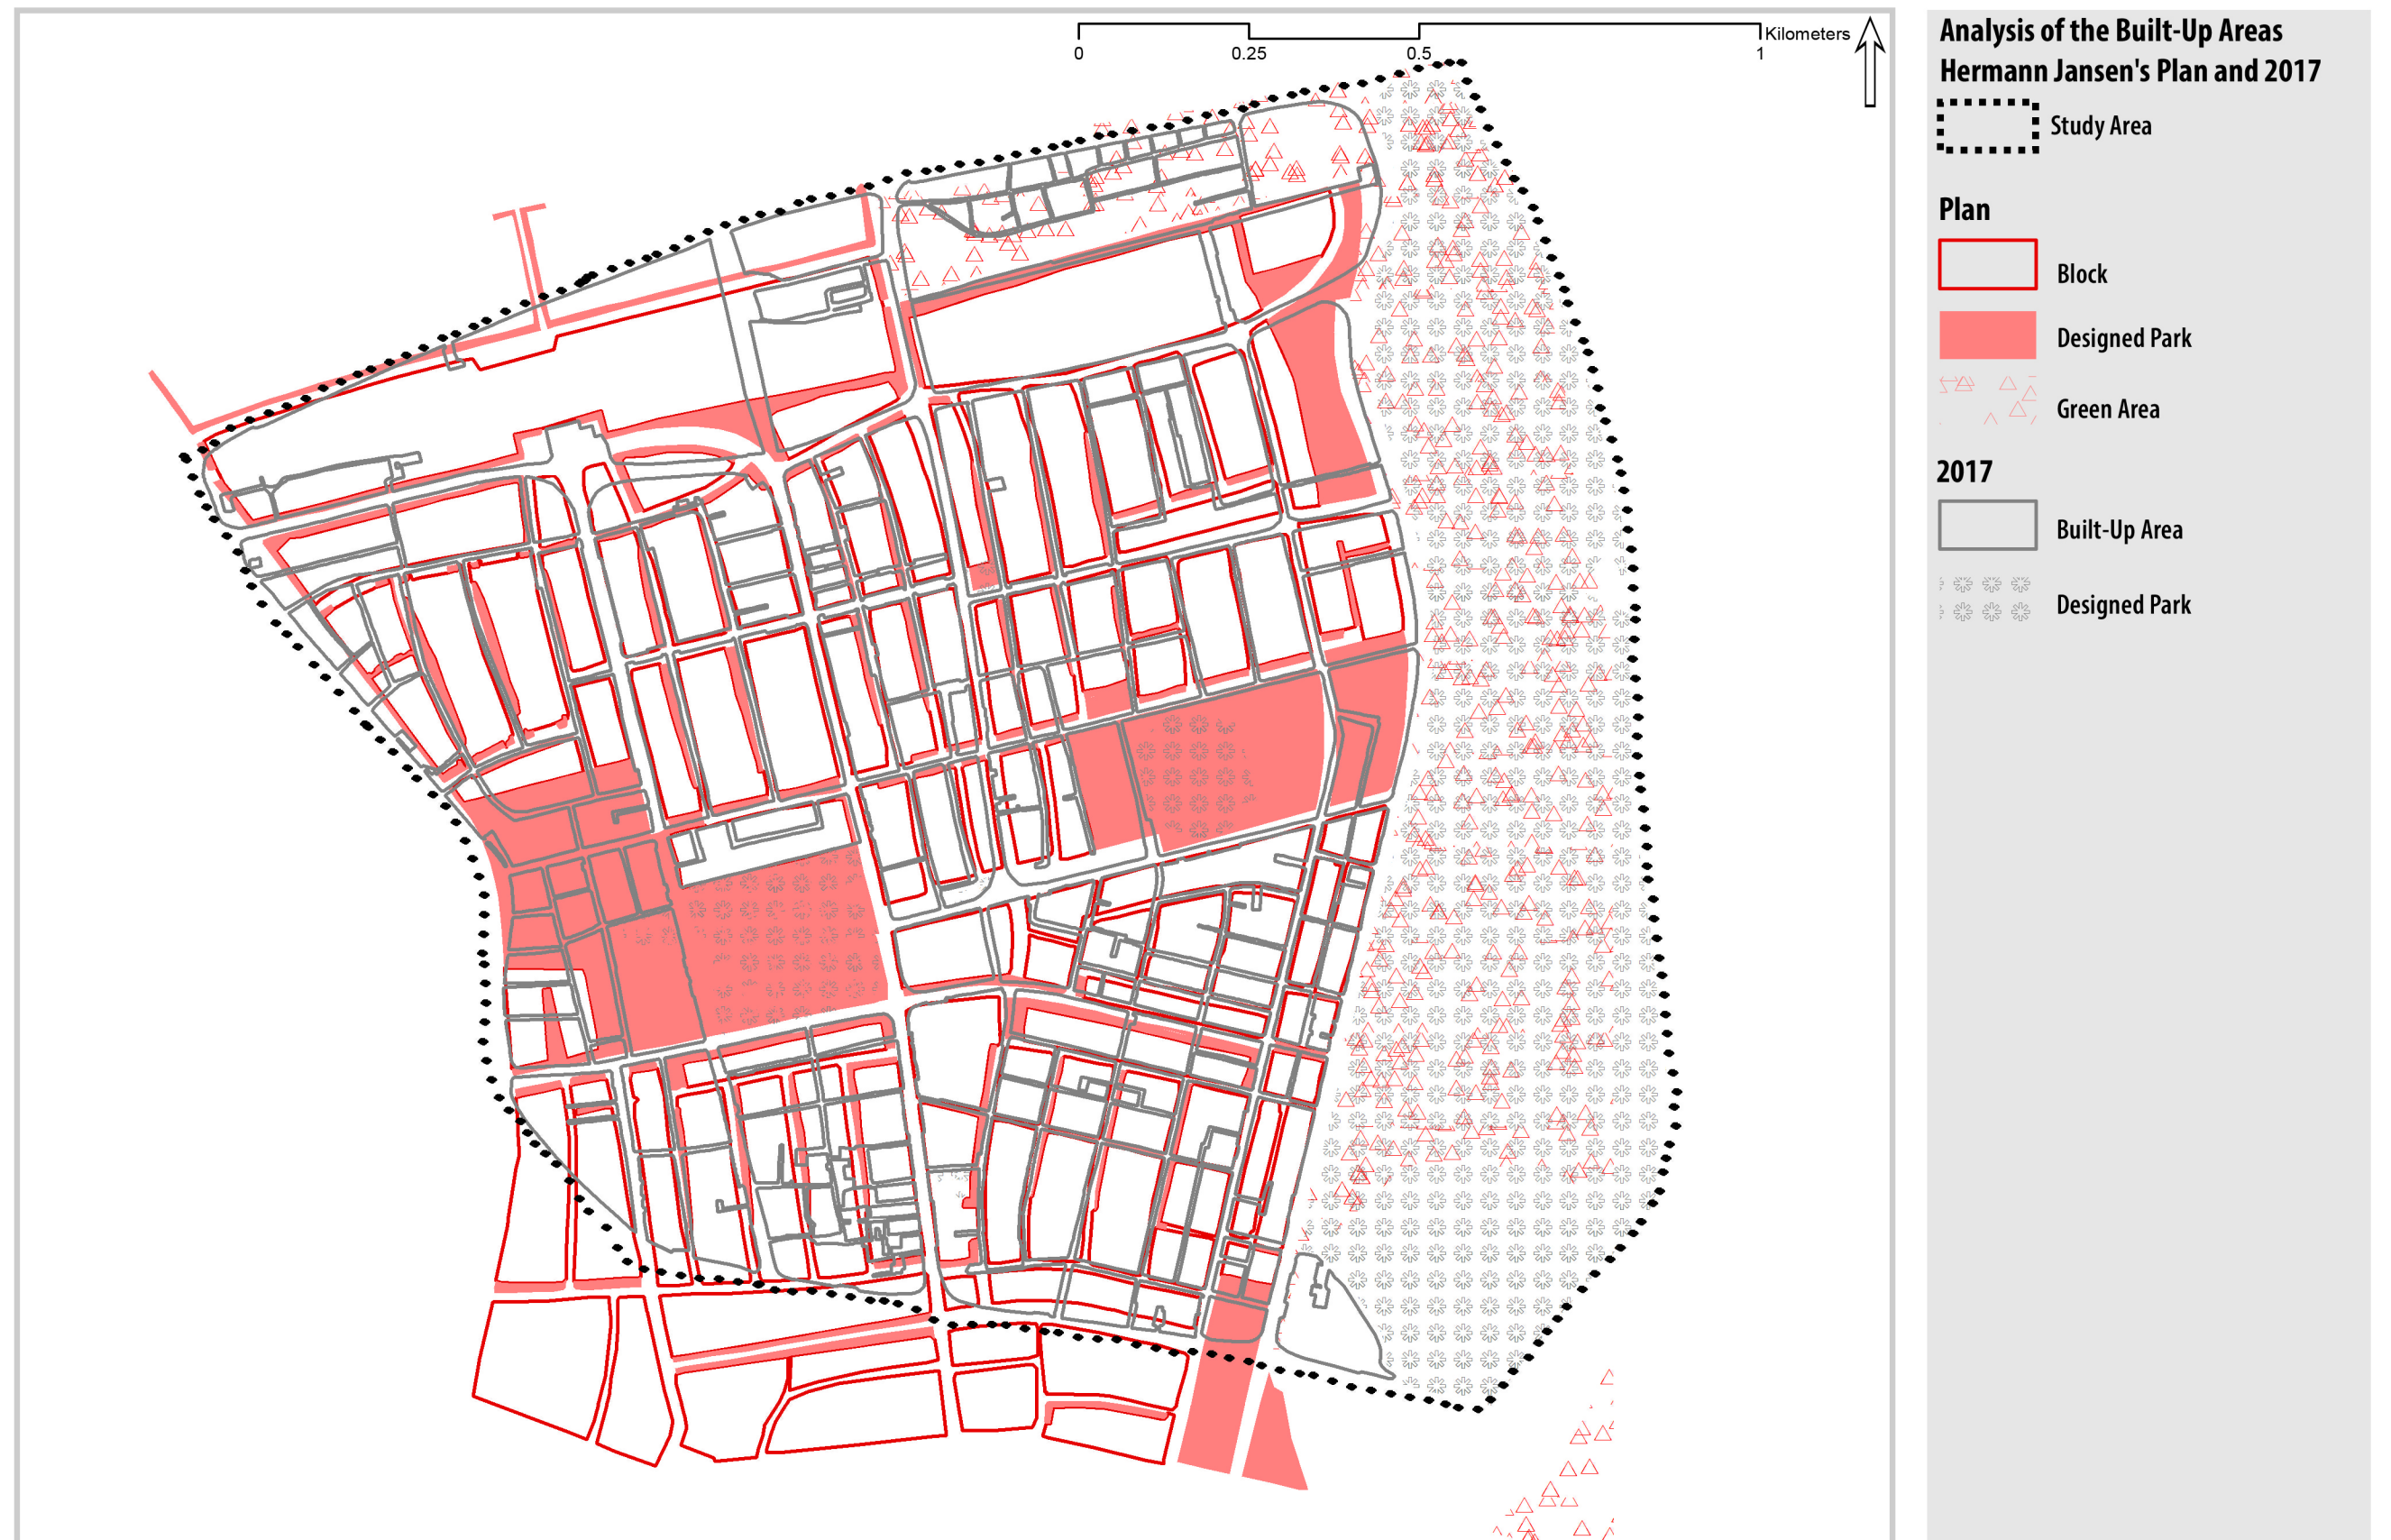 0
0.25
0.5
1
Kilometers
Analysis of the Built-Up Areas
Hermann Jansen's Plan and 2017
Study Area
Plan
Block
Designed Park
Green Area
2017
Built-Up Area
Designed Park